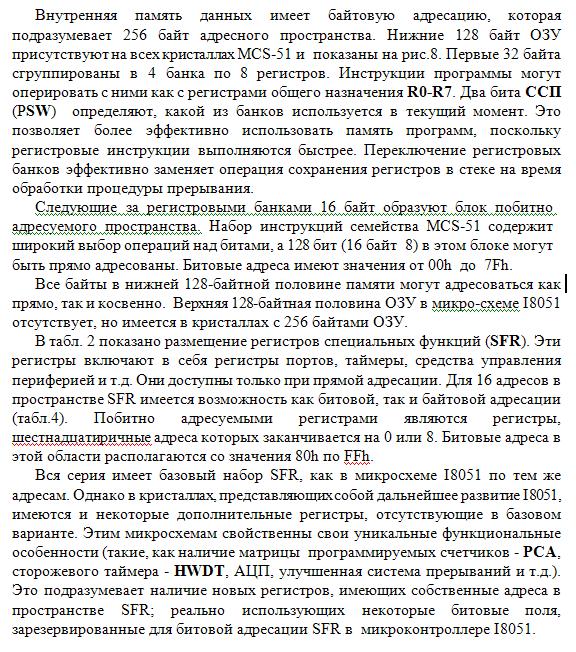 Внутренняя память данных имеет байтовую адресацию, которая
подразумевает 256 байт адресного пространства. Нижние 128 байт ОЗУ
присутствуют на всех кристаллах MCS-51 и показаны на рис.8. Первые 32 байта
сгруппированы в 4 банка по 8 регистров. Инструкции программы могут
оперировать с ними как с регистрами общего назначения R0-R7. Два бита ССП
(PSW) определяют, какой из банков используется в текущий момент. Это
позволяет более эффективно использовать память программ, поскольку
регистровые инструкции выполняются быстрее. Переключение регистровых
банков эффективно заменяет операция сохранения регистров в стеке на время
обработки процедуры прерывания.
Следующие за регистровыми банками 16 байт образуют блок побитно
адресуемого пространства. Набор инструкций семейства MCS-51 содержит
широкий выбор операций над битами, а 128 бит (16 байт 8) в этом блоке могут
быть прямо адресованы. Битовые адреса имеют значения от 00h до 7Fh.
Все байты в нижней 128-байтной половине памяти могут адресоваться как
прямо, так и косвенно. Верхняя 128-байтная половина ОЗУ в микро-схеме I8051
отсутствует, но имеется в кристаллах с 256 байтами ОЗУ.
В табл. 2 показано размещение регистров специальных функций (SFR). Эти
регистры включают в себя регистры портов, таймеры, средства управления
периферией и т.д. Они доступны только при прямой адресации. Для 16 адресов в
пространстве SFR имеется возможность как битовой, так и байтовой адресации
(табл.4). Побитно адресуемыми регистрами являются регистры,
шестнадпатиричные адреса которых заканчивается на 0 или 8. Битовые адреса в
этой области располагаются со значения 80h по FFh.
Вся серия имеет базовый набор SFR, как в микросхеме I8051 по тем же
адресам. Однако в кристаллах, представляющих собой дальнейшее развитие I8051,
имеются и некоторые дополнительные регистры, отсутствующие в базовом
варианте. Этим микросхемам свойственны свои уникальные функциональные
особенности (такие, как наличие матрицы программируемых счетчиков - PCA,
сторожевого таймера - HWDT, АЦП, улучшенная система прерываний и т.д.).
Это подразумевает наличие новых регистров, имеющих собственные адреса в
пространстве SFR; реально использующих некоторые битовые поля,
зарезервированные для битовой адресации SFR в микроконтроллере I8051.